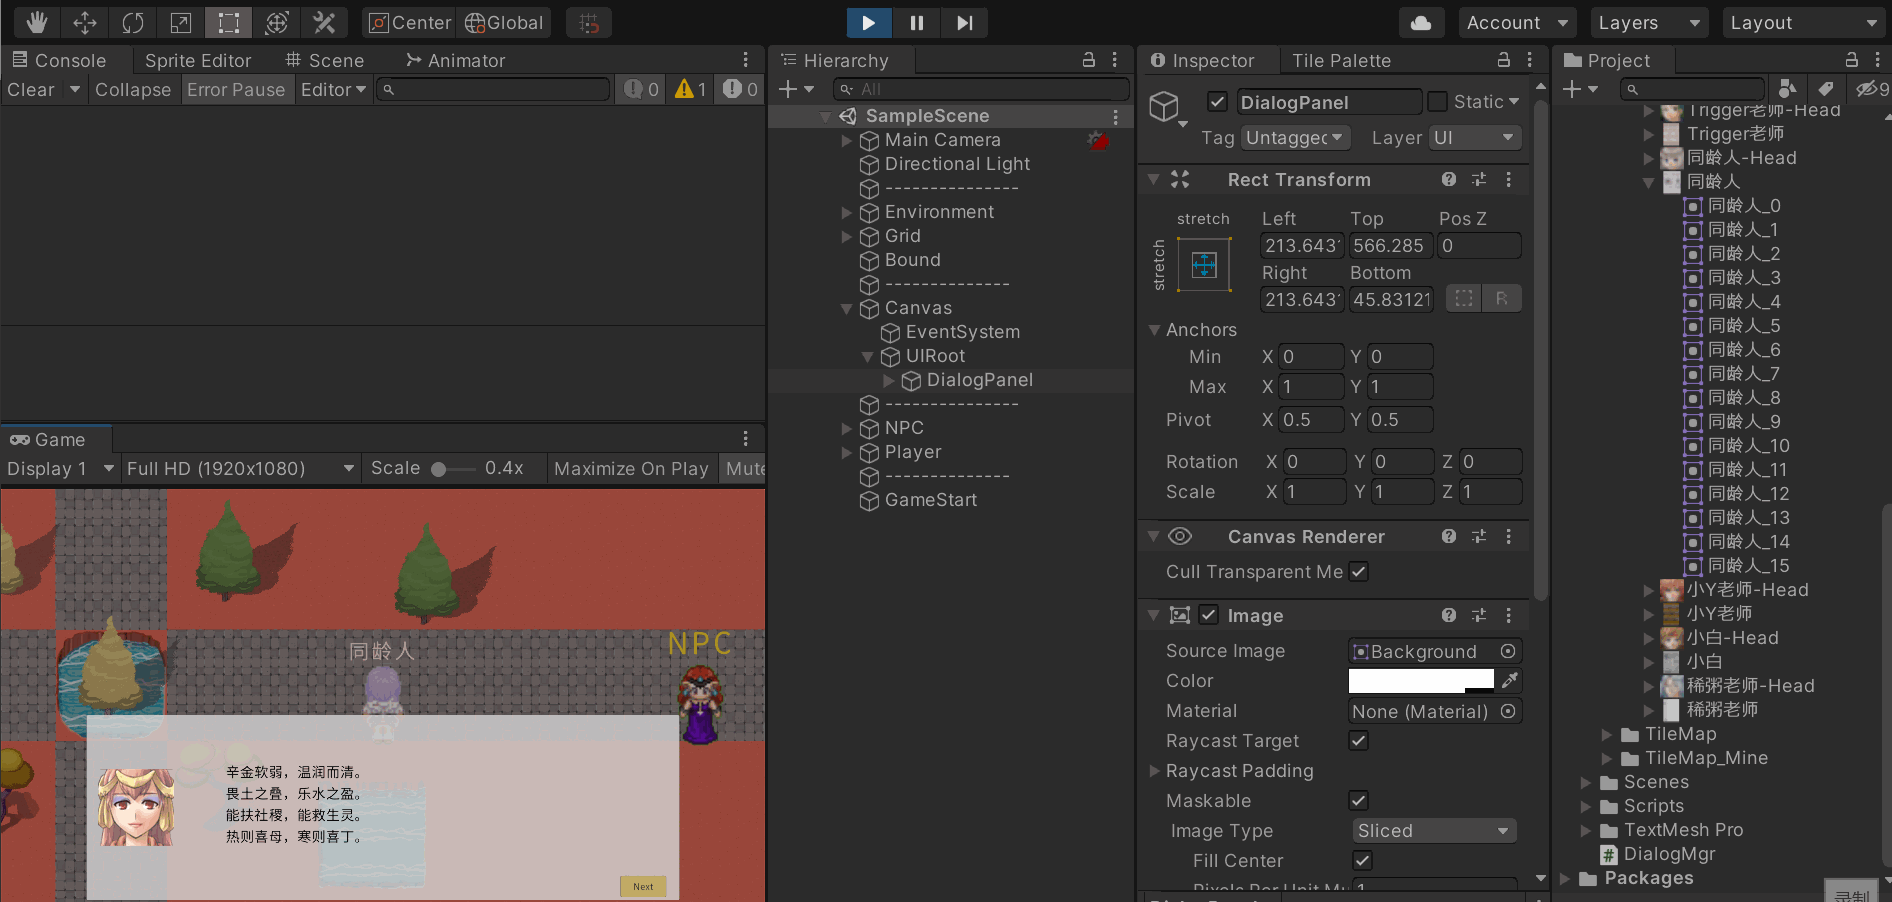 Center
Global
Account
Layers
Layout
Console
Sprite Editor
Scene
Animator
Clear
Collapse
Error Pause
Editor
0
1
0
Game
Display 1
Full HD (1920x1080)
Scale
0.4x
Maximize On Play
Mute
同龄人
NPC
辛金软弱，温润而清。
畏土之叠，乐水之盈。
能扶社稷，能救生灵。
热则喜母，寒则喜丁。
Next
Hierarchy
All
SampleScene
Main Camera
Directional Light
---------------
Environment
Grid
Bound
--------------
Canvas
EventSystem
UIRoot
DialogPanel
---------------
NPC
Player
--------------
GameStart
Inspector
Tile Palette
DialogPanel
Static
Tag
Untagged
Layer
UI
Rect Transform
stretch
stretch
Left
Top
Pos Z
213.643
566.285
0
Right
Bottom
213.643
45.83121
R
Anchors
Min X 0 Y 0
Max X 1 Y 1
Pivot X 0.5 Y 0.5
Rotation X 0 Y 0 Z 0
Scale X 1 Y 1 Z 1
Canvas Renderer
Cull Transparent Me
Image
Source Image
Background
Color
Material
None (Material)
Raycast Target
Raycast Padding
Maskable
Image Type
Sliced
Fill Center
Pixels Per Unit Mu 1
Project
9
Trigger老师-Head
Trigger老师
同龄人-Head
同龄人
同龄人_0
同龄人_1
同龄人_2
同龄人_3
同龄人_4
同龄人_5
同龄人_6
同龄人_7
同龄人_8
同龄人_9
同龄人_10
同龄人_11
同龄人_12
同龄人_13
同龄人_14
同龄人_15
小Y老师-Head
小Y老师
小白-Head
小白
稀粥老师-Head
稀粥老师
TileMap
TileMap_Mine
Scenes
Scripts
TextMesh Pro
DialogMgr
Packages
录制